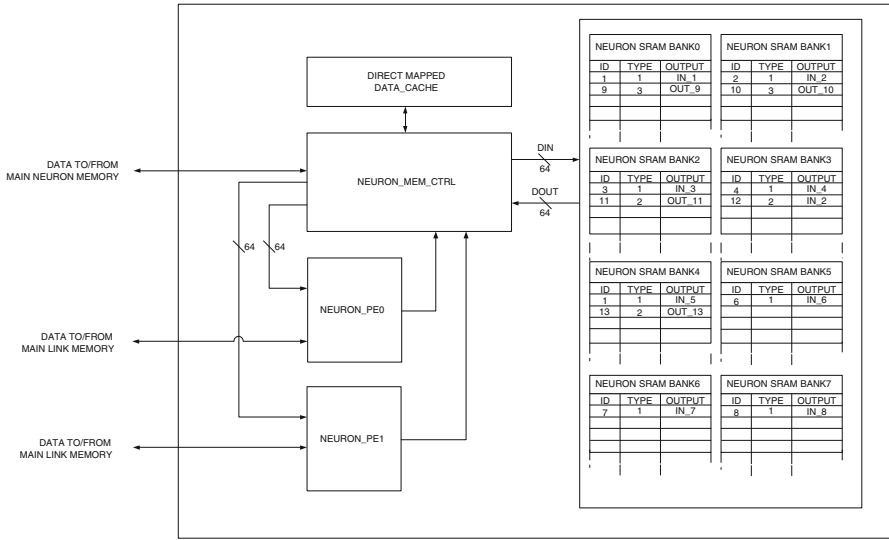 DIRECT MAPPED
DATA_CACHE
NEURON_MEM_CTRL
DATA TO/FROM
MAIN NEURON MEMORY
DIN
64
DOUT
64
64
64
NEURON_PE0
DATA TO/FROM
MAIN LINK MEMORY
NEURON_PE1
DATA TO/FROM
MAIN LINK MEMORY
NEURON SRAM BANK0
ID TYPE OUTPUT
1 1 IN_1
9 3 OUT_9
NEURON SRAM BANK1
ID TYPE OUTPUT
2 1 IN_2
10 3 OUT_10
NEURON SRAM BANK2
ID TYPE OUTPUT
3 1 IN_3
11 2 OUT_11
NEURON SRAM BANK3
ID TYPE OUTPUT
4 1 IN_4
12 2 IN_2
NEURON SRAM BANK4
ID TYPE OUTPUT
1 1 IN_5
13 2 OUT_13
NEURON SRAM BANK5
ID TYPE OUTPUT
6 1 IN_6
NEURON SRAM BANK6
ID TYPE OUTPUT
7 1 IN_7
NEURON SRAM BANK7
ID TYPE OUTPUT
8 1 IN_8